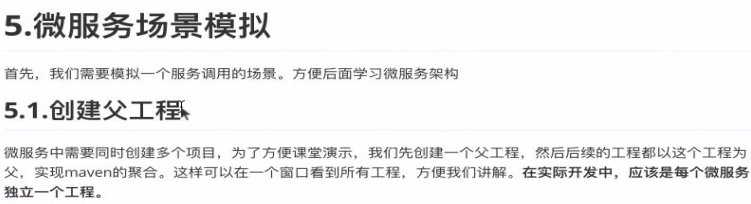 5.微服务场景模拟
首先，我们需要模拟一个服务调用的场景。方便后面学习微服务架构
5.1.创建父工程
微服务中需要同时创建多个项目，为了方便课堂演示，我们先创建一个父工程，然后后续的工程都以这个工程为
父，实现maven的聚合。这样可以在一个窗口看到所有工程，方便我们讲解。在实际开发中，应该是每个微服务
独立一个工程。